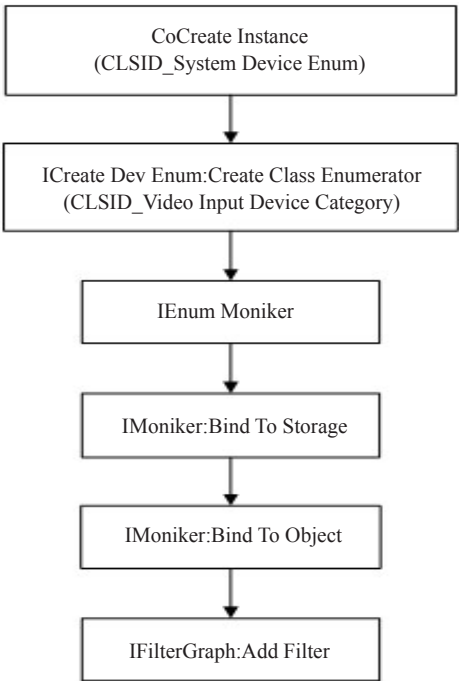 CoCreate Instance
(CLSID_System Device Enum)
ICreate Dev Enum:Create Class Enumerator
(CLSID_Video Input Device Category)
IEnum Moniker
IMoniker:Bind To Storage
IMoniker:Bind To Object
IFilterGraph:Add Filter